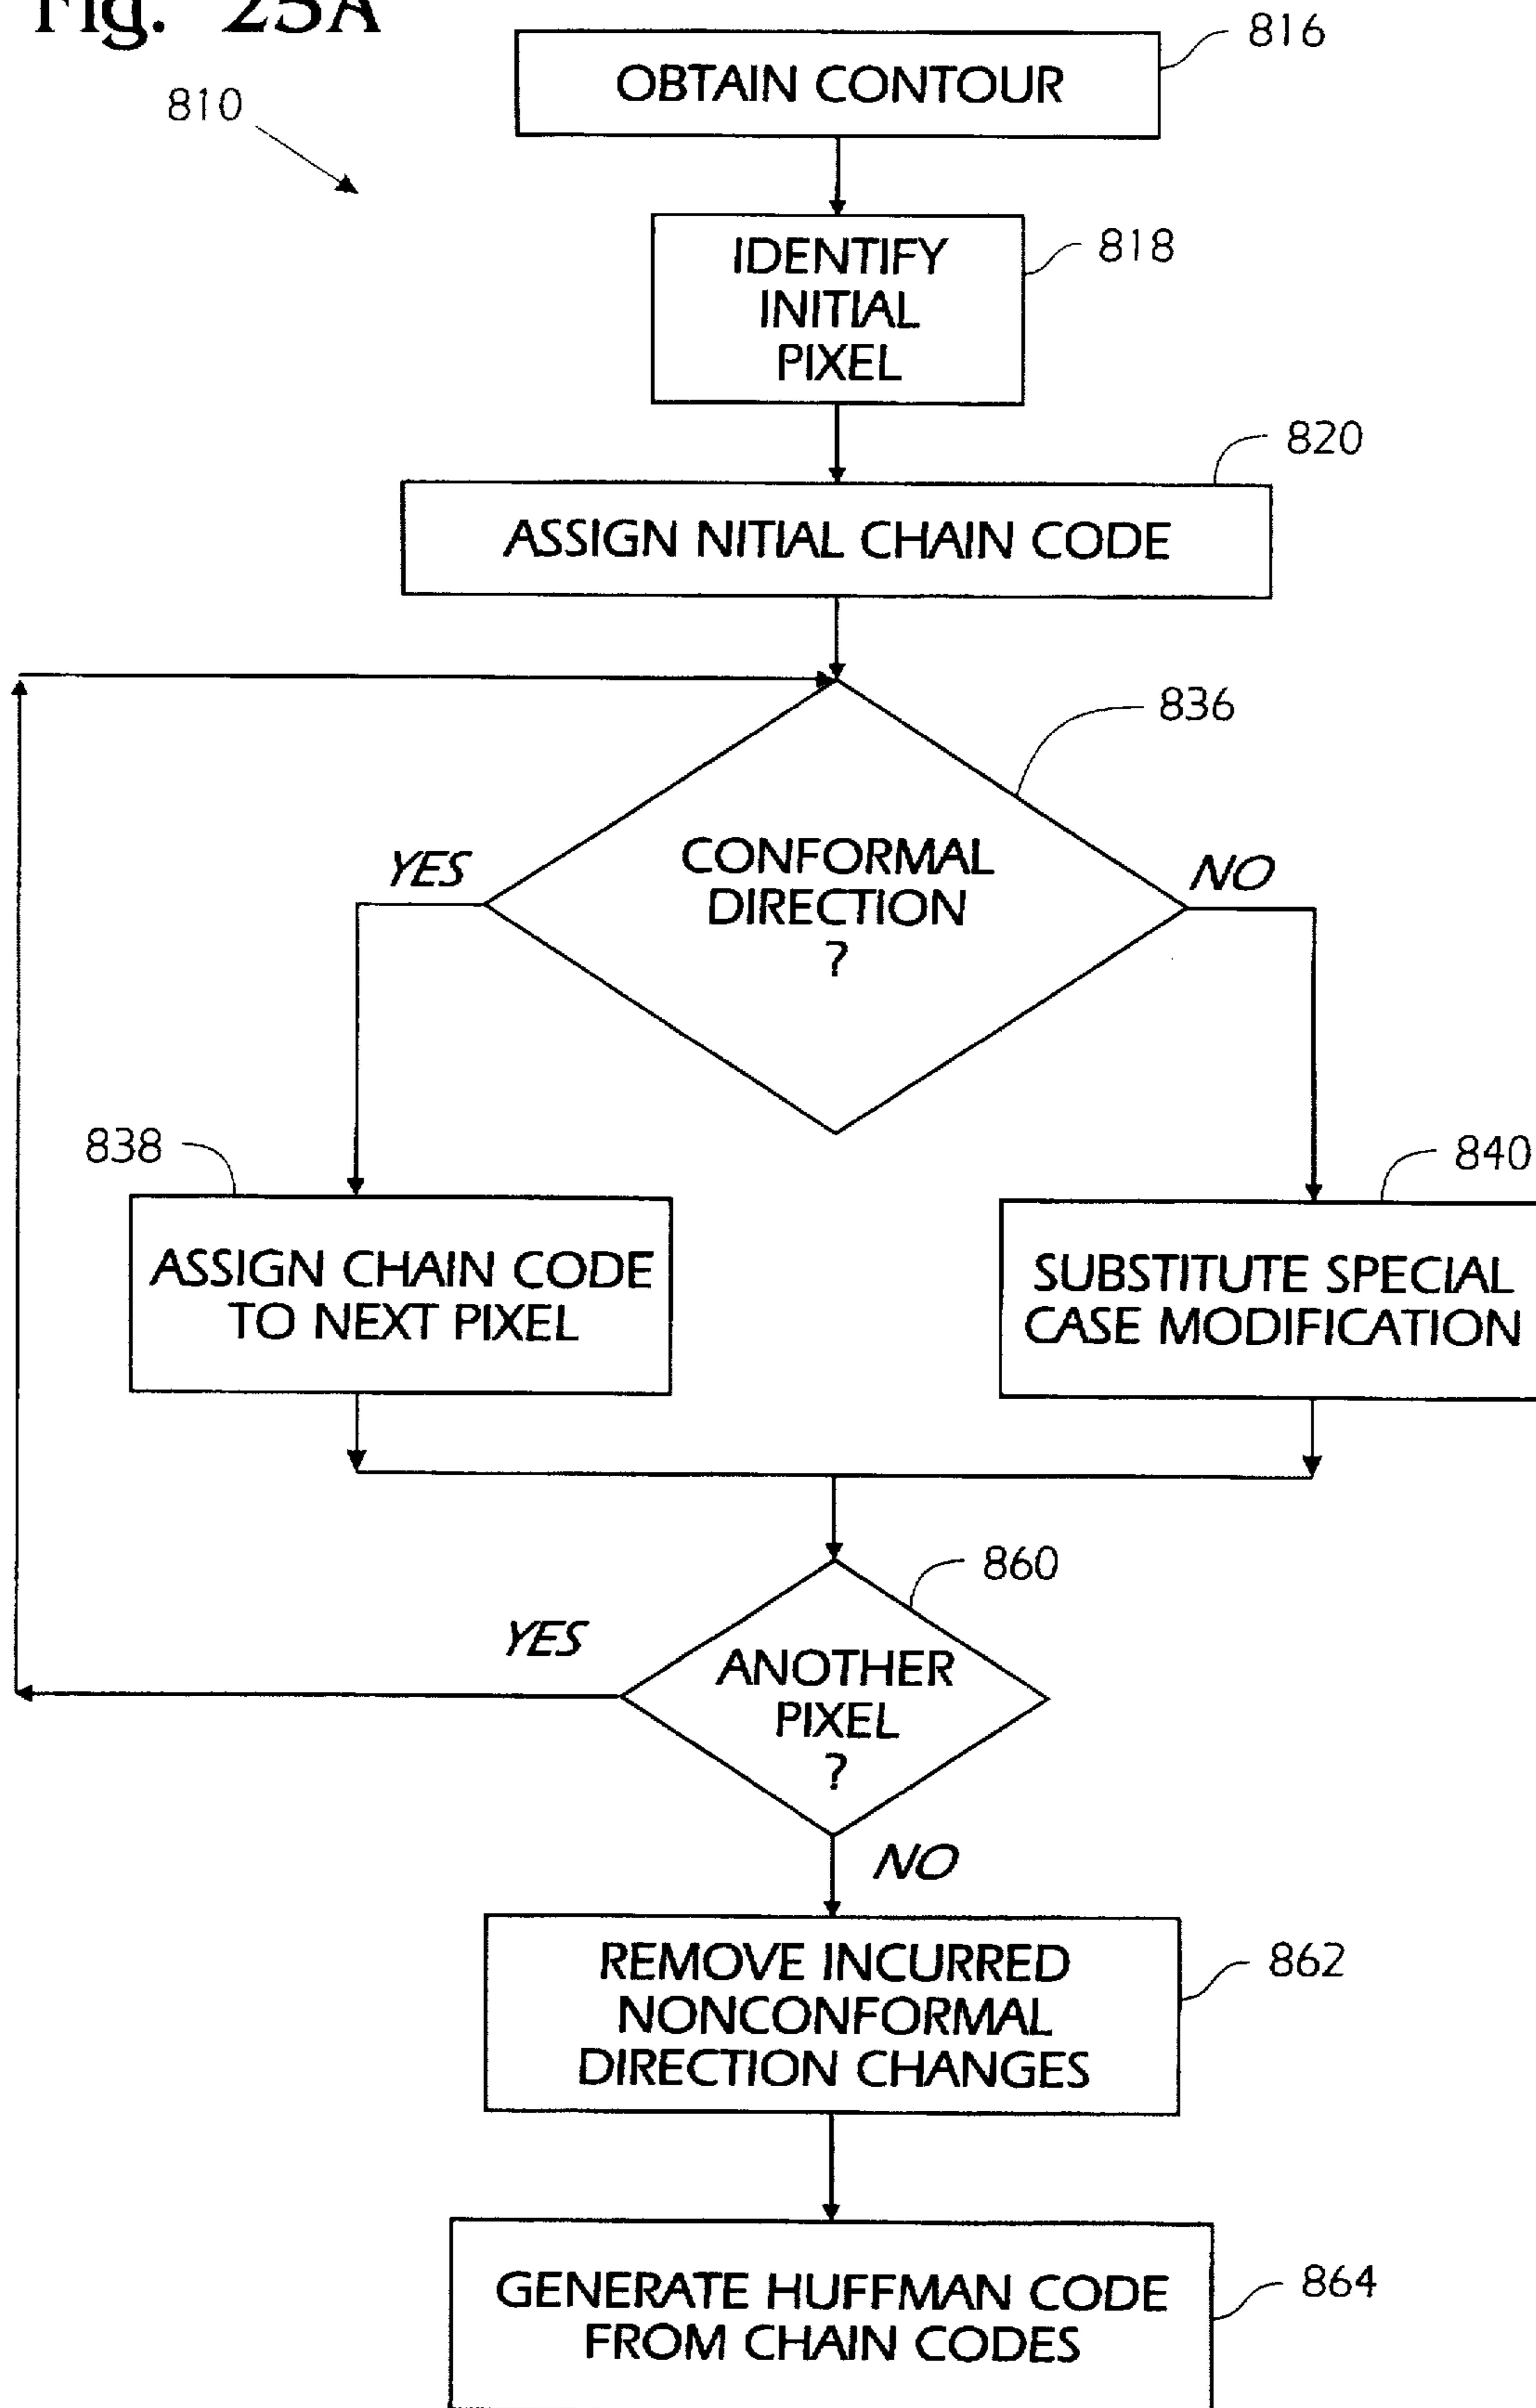 Fig. 25A
816
OBTAIN CONTOUR
810
818
IDENTIFY
INITIAL
PIXEL
820
ASSIGN NITIAL CHAIN CODE
836
CONFORMAL
DIRECTION
?
YES
NO
838
840
ASSIGN CHAIN CODE
TO NEXT PIXEL
SUBSTITUTE SPECIAL
CASE MODIFICATION
860
YES
ANOTHER
PIXEL
?
NO
REMOVE INCURRED
NONCONFORMAL
DIRECTION CHANGES
862
GENERATE HUFFMAN CODE
FROM CHAIN CODES
864